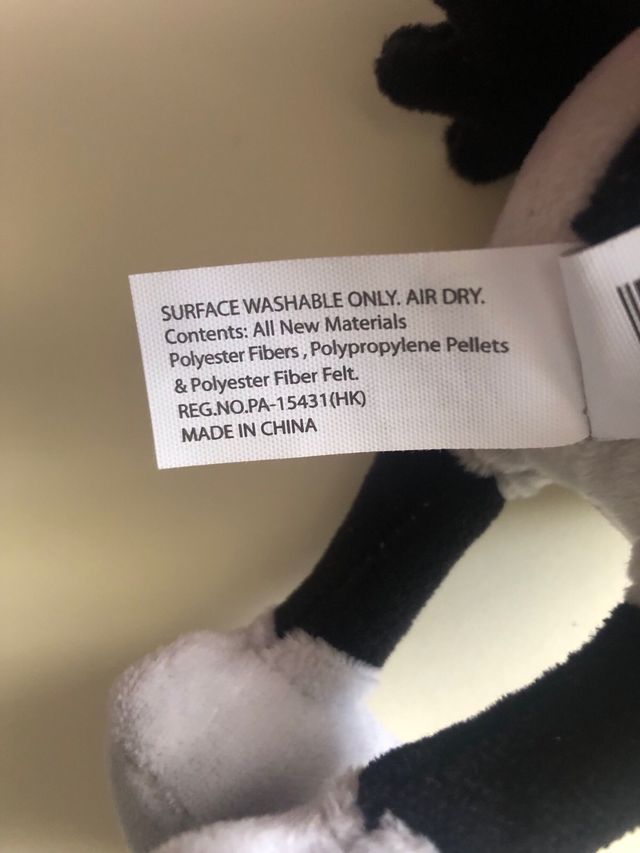 SURFACE WASHABLE ONLY. AIR DRY.
Contents: All New Materials
Polyester Fibers , Polypropylene Pellets
& Polyester Fiber Felt.
REG.NO.PA-15431(HK)
MADE IN CHINA